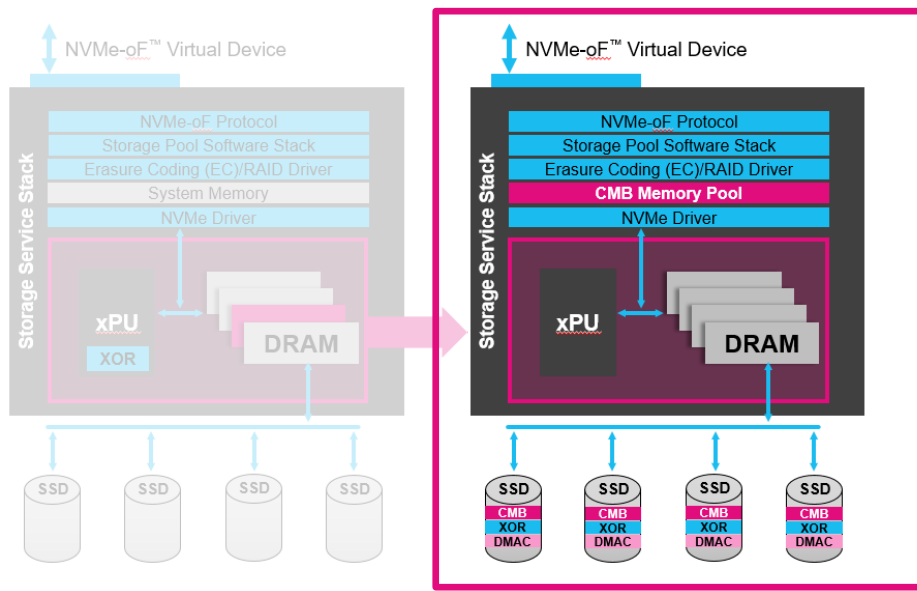 NVMe-oF™ Virtual Device
NVMe-oF Protocol
Storage Pool Software Stack
Erasure Coding (EC)/RAID Driver
System Memory
NVMe Driver
Storage Service Stack
xPU
XOR
DRAM
SSD
SSD
SSD
SSD
NVMe-oF™ Virtual Device
NVMe-oF Protocol
Storage Pool Software Stack
Erasure Coding (EC)/RAID Driver
CMB Memory Pool
NVMe Driver
Storage Service Stack
xPU
DRAM
SSD
CMB
XOR
DMAC
SSD
CMB
XOR
DMAC
SSD
CMB
XOR
DMAC
SSD
CMB
XOR
DMAC